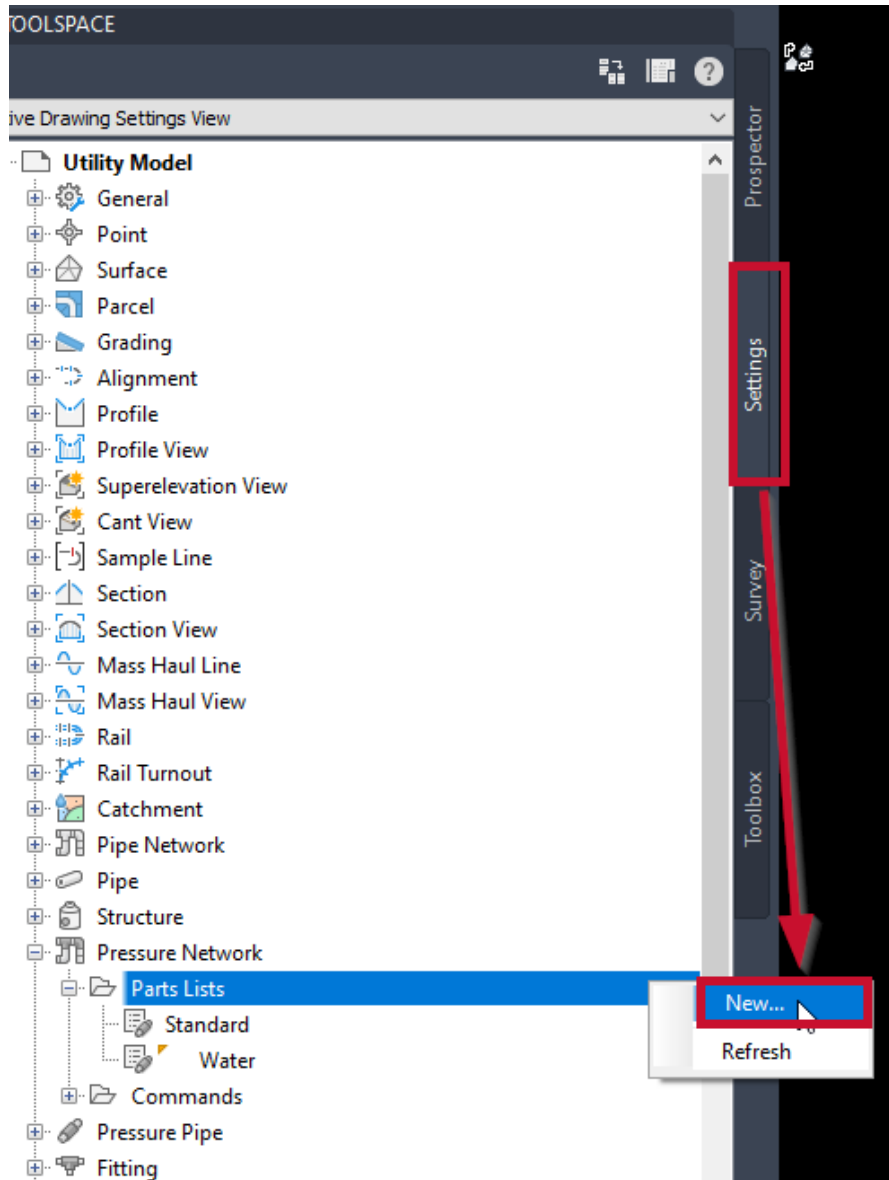 TOOLSPACE
?
ive Drawing Settings View
Utility Model
General
Point
Surface
Parcel
Grading
Alignment
Profile
Profile View
Superelevation View
Cant View
Sample Line
Section
Section View
Mass Haul Line
Mass Haul View
Rail
Rail Turnout
Catchment
Pipe Network
Pipe
Structure
Pressure Network
Parts Lists
Standard
Water
Commands
Pressure Pipe
Fitting
Prospector
Settings
Survey
Toolbox
New...
Refresh